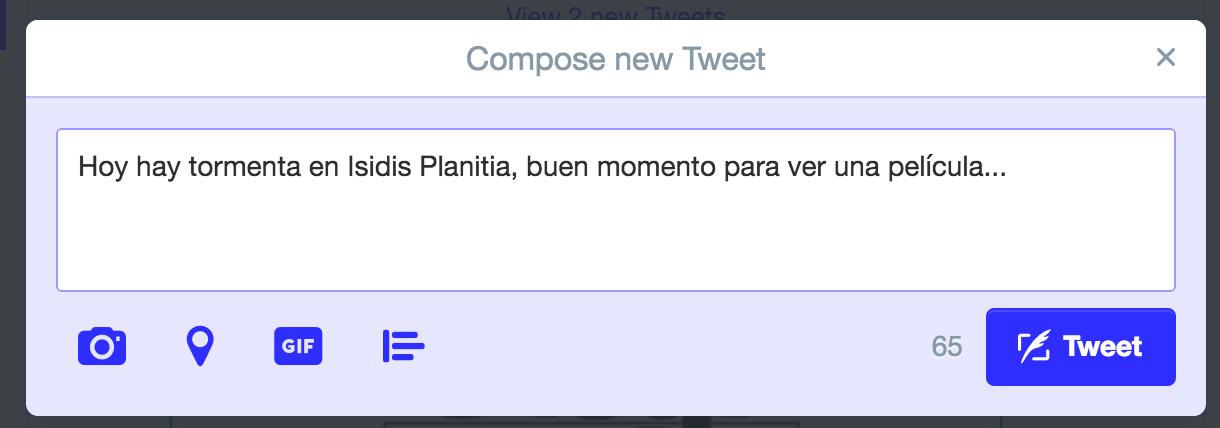 View 2 new Tweets
Compose new Tweet
Hoy hay tormenta en Isidis Planitia, buen momento para ver una película...
GIF
65
Tweet